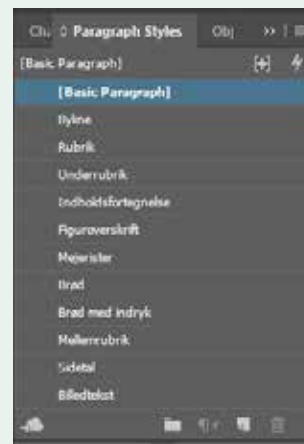 Paragraph Styles Obj
[Basic Paragraph]
[Basic Paragraph]
Byline
Rubrik
Underrubrik
Indholdsfortegnelse
Figuroverskrift
Mejerister
Brød
Brød med indryk
Mellemrubrik
Sidetal
Billedtekst